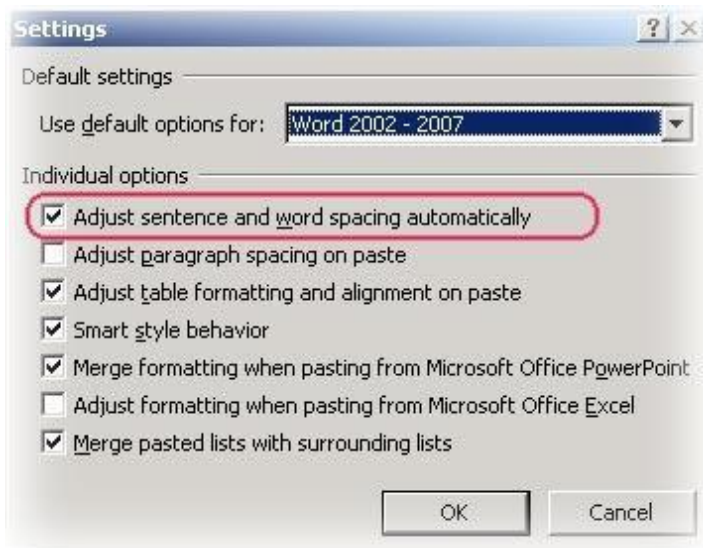 Settings
Default settings
Use default options for: Word 2002 - 2007
Individual options
Adjust sentence and word spacing automatically
Adjust paragraph spacing on paste
Adjust table formatting and alignment on paste
Smart style behavior
Merge formatting when pasting from Microsoft Office PowerPoint
Adjust formatting when pasting from Microsoft Office Excel
Merge pasted lists with surrounding lists
OK Cancel